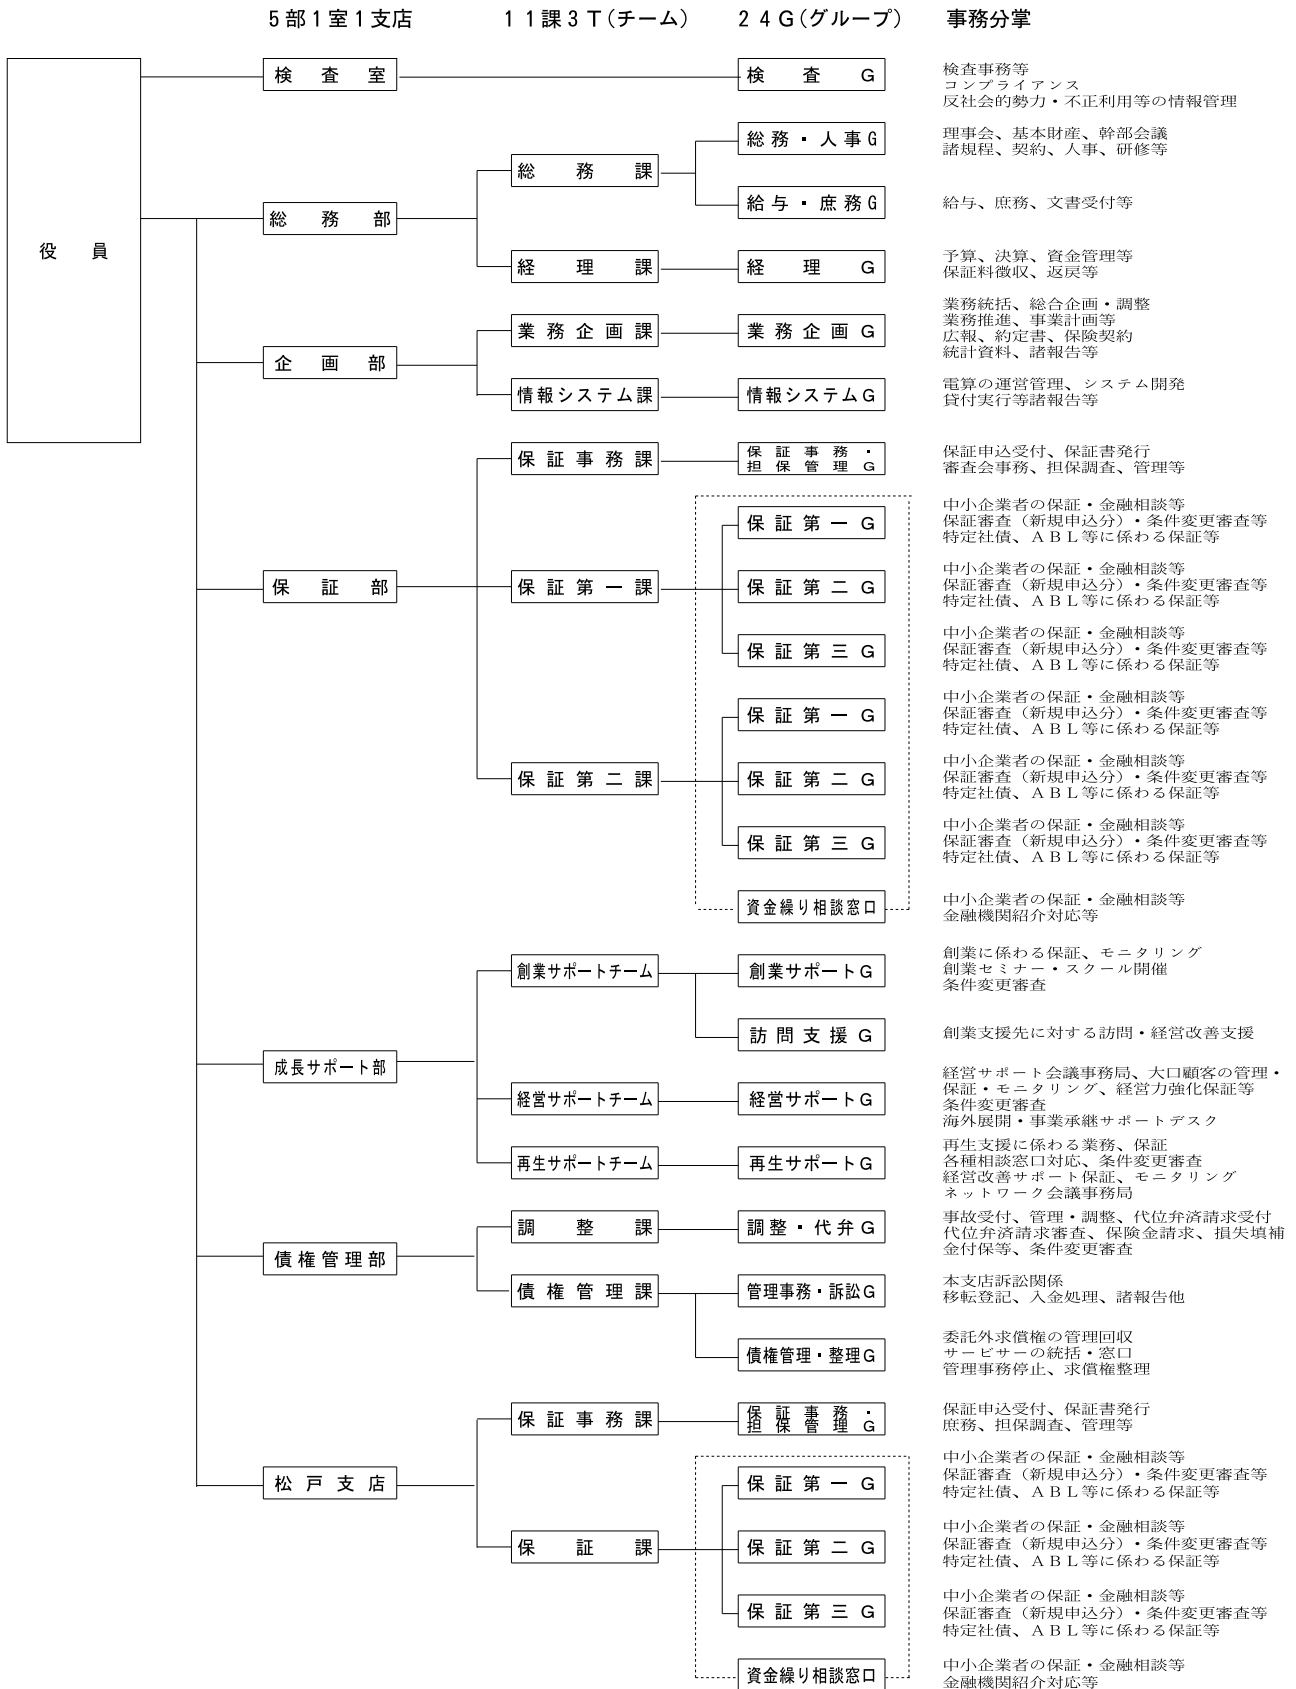 5部1室1支店 11課3T(チーム) 24G(グループ) 事務分掌
役員
検査室 検査G
検査事務等
コンプライアンス
反社会的勢力・不正利用等の情報管理
総務部 総務課 総務・人事G
理事会、基本財産、幹部会議
諸規程、契約、人事、研修等
給与・庶務G
給与、庶務、文書受付等
経理課 経理G
予算、決算、資金管理等
保証料徴収、返戻等
企画部 業務企画課 業務企画G
業務統括、総合企画・調整
業務推進、事業計画等
広報、約定書、保険契約
統計資料、諸報告等
情報システム課 情報システムG
電算の運営管理、システム開発
貸付実行等諸報告等
保証部 保証事務課
保証事務・
担保管理G
保証申込受付、保証書発行
審査会事務、担保調査、管理等
保証第一課 保証第一G
中小企業者の保証・金融相談等
保証審査(新規申込分)・条件変更審査等
特定社債、ABL等に係わる保証等
保証第二G
中小企業者の保証・金融相談等
保証審査(新規申込分)・条件変更審査等
特定社債、ABL等に係わる保証等
保証第三G
中小企業者の保証・金融相談等
保証審査(新規申込分)・条件変更審査等
特定社債、ABL等に係わる保証等
保証第二課 保証第一G
中小企業者の保証・金融相談等
保証審査(新規申込分)・条件変更審査等
特定社債、ABL等に係わる保証等
保証第二G
中小企業者の保証・金融相談等
保証審査(新規申込分)・条件変更審査等
特定社債、ABL等に係わる保証等
保証第三G
中小企業者の保証・金融相談等
保証審査(新規申込分)・条件変更審査等
特定社債、ABL等に係わる保証等
資金繰り相談窓口
中小企業者の保証・金融相談等
金融機関紹介対応等
成長サポート部 創業サポートチーム 創業サポートG
創業に係わる保証、モニタリング
創業セミナー・スクール開催
条件変更審査
訪問支援G
創業支援先に対する訪問・経営改善支援
経営サポートチーム 経営サポートG
経営サポート会議事務局、大口顧客の管理・
保証・モニタリング、経営力強化保証等
条件変更審査
海外展開・事業承継サポートデスク
再生サポートチーム 再生サポートG
再生支援に係わる業務、保証
各種相談窓口対応、条件変更審査
経営改善サポート保証、モニタリング
ネットワーク会議事務局
債権管理部 調整課 調整・代弁G
事故受付、管理・調整、代位弁済請求受付
代位弁済請求審査、保険金請求、損失填補
金付保等、条件変更審査
債権管理課 管理事務・訴訟G
本支店訴訟関係
移転登記、入金処理、諸報告他
債権管理・整理G
委託外求償権の管理回収
サービサーの統括・窓口
管理事務停止、求償権整理
松戸支店 保証事務課
保証事務・
担保管理G
保証申込受付、保証書発行
庶務、担保調査、管理等
保証課 保証第一G
中小企業者の保証・金融相談等
保証審査(新規申込分)・条件変更審査等
特定社債、ABL等に係わる保証等
保証第二G
中小企業者の保証・金融相談等
保証審査(新規申込分)・条件変更審査等
特定社債、ABL等に係わる保証等
保証第三G
中小企業者の保証・金融相談等
保証審査(新規申込分)・条件変更審査等
特定社債、ABL等に係わる保証等
資金繰り相談窓口
中小企業者の保証・金融相談等
金融機関紹介対応等